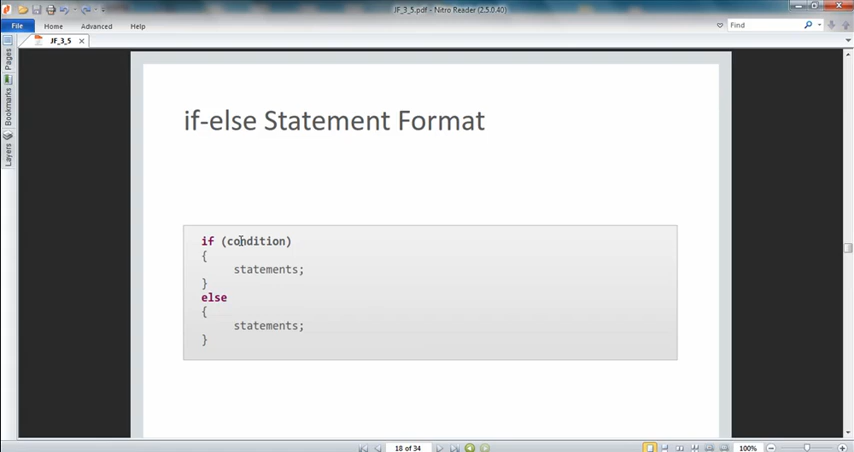 JF_3_5.pdf - Nitro Reader (2.5.0.40)
File Home Advanced Help Find
JF_3_5
Pages
Bookmarks
Layers
if-else Statement Format
if (condition)
{
statements;
}
else
{
statements;
}
18 of 34 100%